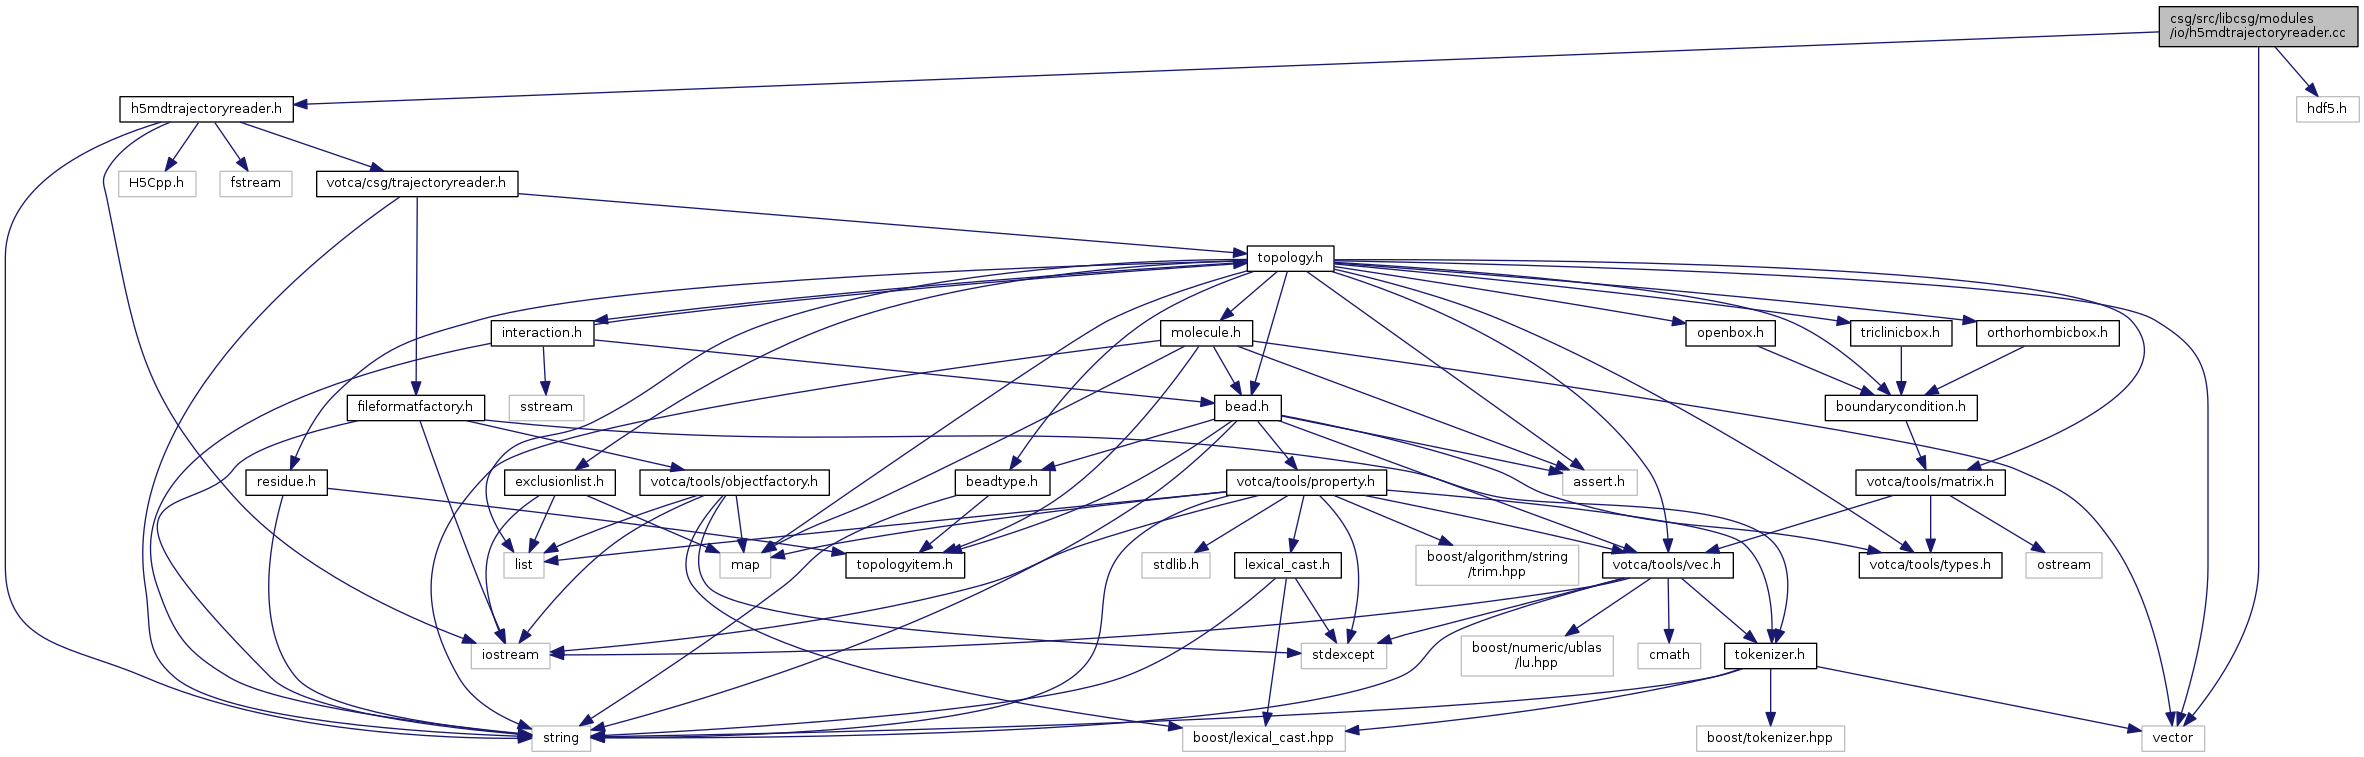 csg/src/libcsg/modules
/io/h5mdtrajectoryreader.cc
h5mdtrajectoryreader.h
hdf5.h
H5Cpp.h
fstream
votca/csg/trajectoryreader.h
topology.h
interaction.h
molecule.h
openbox.h
triclinicbox.h
orthorhombicbox.h
fileformatfactory.h
sstream
bead.h
boundarycondition.h
residue.h
exclusionlist.h
votca/tools/objectfactory.h
beadtype.h
votca/tools/property.h
assert.h
votca/tools/matrix.h
list
map
topologyitem.h
stdlib.h
lexical_cast.h
boost/algorithm/string
/trim.hpp
votca/tools/vec.h
votca/tools/types.h
ostream
iostream
stdexcept
boost/numeric/ublas
/lu.hpp
cmath
tokenizer.h
string
boost/lexical_cast.hpp
boost/tokenizer.hpp
vector